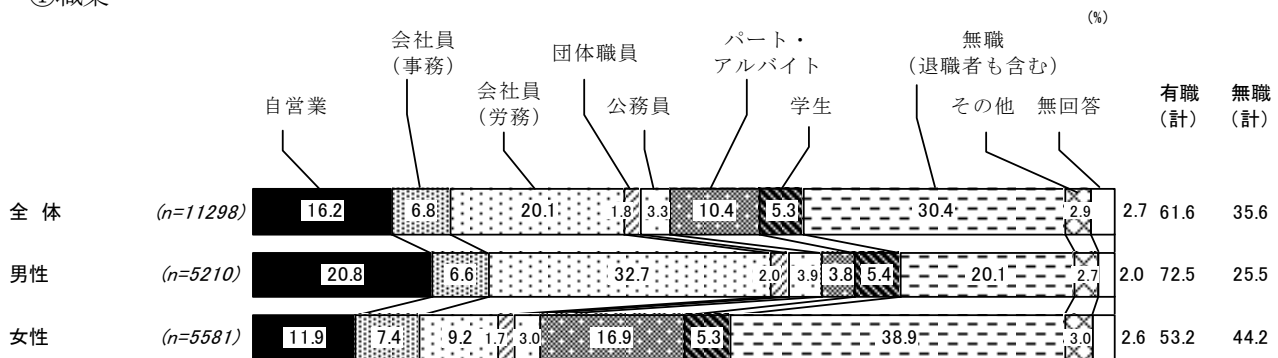 ①職業
(%)
会社員
（事務）
団体職員
パート・
アルバイト
無職
（退職者も含む）
自営業
会社員
（労務）
公務員
学生
その他
無回答
有職
（計）
無職
（計）
全 体 (n=11298) 16.2 6.8 20.1 1.8 3.3 10.4 5.3 30.4 2.9 2.7 61.6 35.6
男性 (n=5210) 20.8 6.6 32.7 2.0 3.9 3.8 5.4 20.1 2.7 2.0 72.5 25.5
女性 (n=5581) 11.9 7.4 9.2 1.7 3.0 16.9 5.3 38.9 3.0 2.6 53.2 44.2